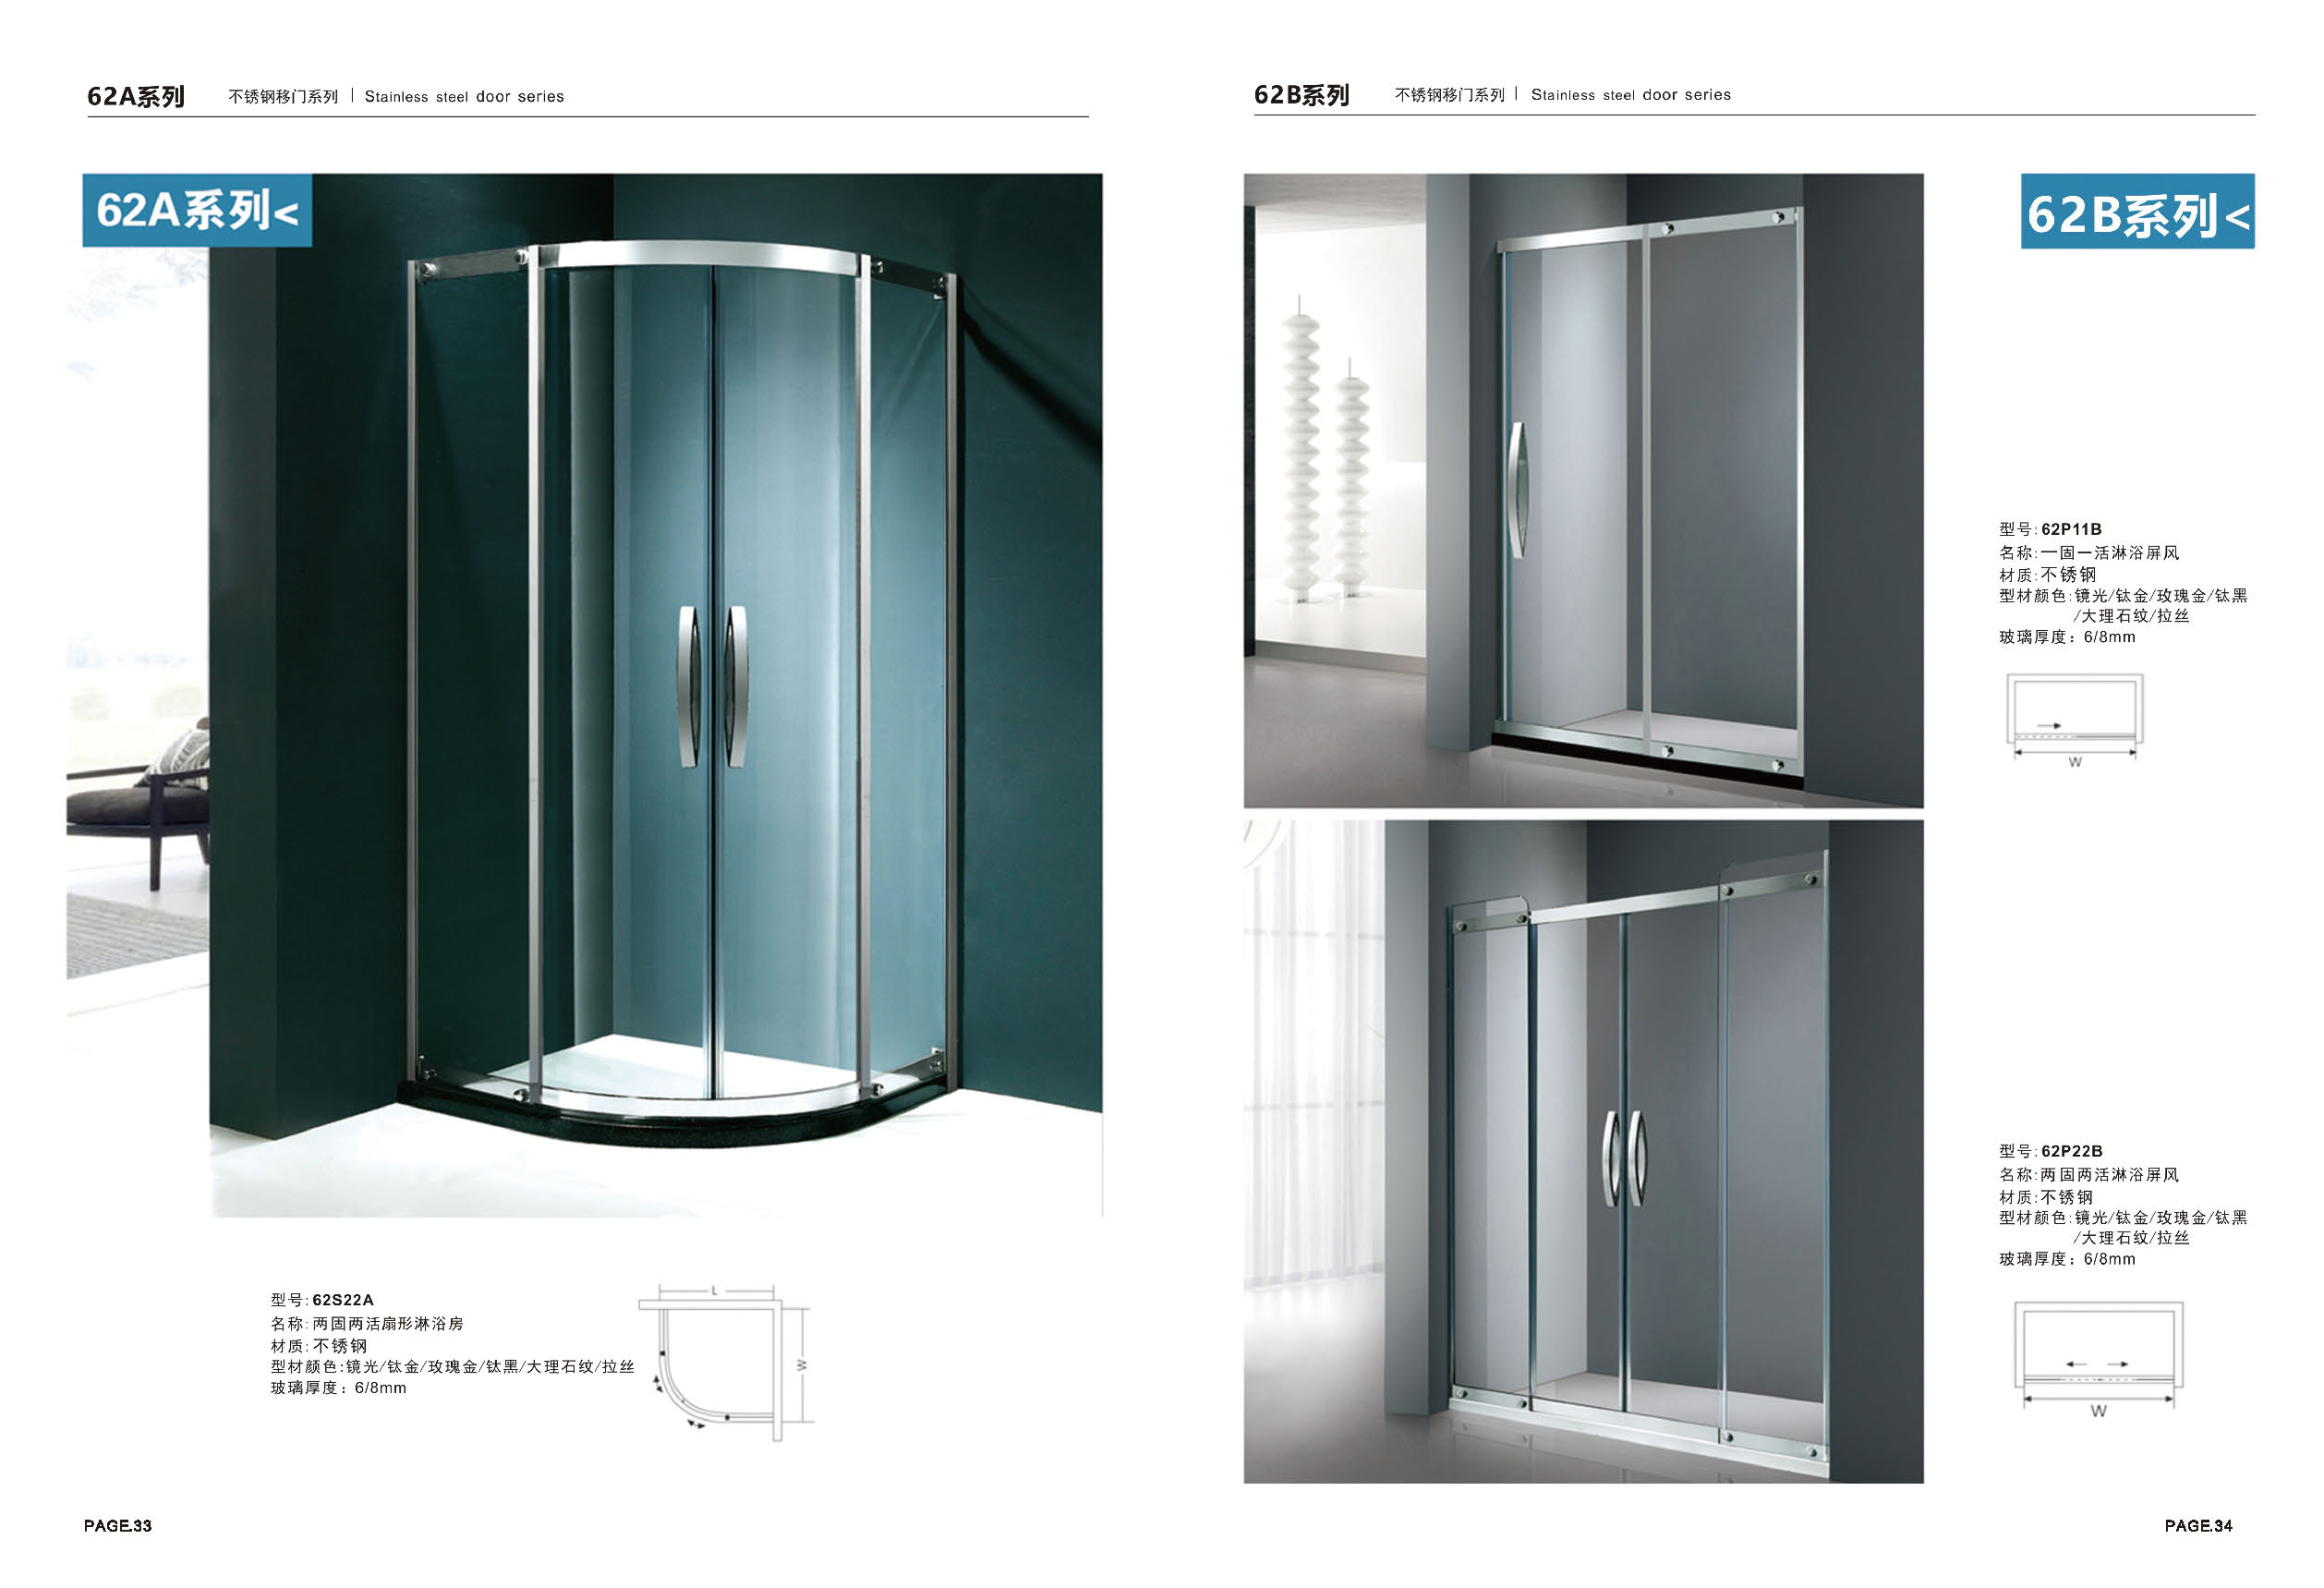 62A系列 不锈钢移门系列 | Stainless steel door series
62A系列<
型号:62S22A
名称:两固两活扇形淋浴房
材质:不锈钢
型材颜色:镜光/钛金/玫瑰金/钛黑/大理石纹/拉丝
玻璃厚度：6/8mm
L
W
PAGE.33
62B系列 不锈钢移门系列 | Stainless steel door series
62B系列<
型号:62P11B
名称:一固一活淋浴屏风
材质:不锈钢
型材颜色:镜光/钛金/玫瑰金/钛黑
/大理石纹/拉丝
玻璃厚度：6/8mm
W
型号:62P22B
名称:两固两活淋浴屏风
材质:不锈钢
型材颜色:镜光/钛金/玫瑰金/钛黑
/大理石纹/拉丝
玻璃厚度：6/8mm
W
PAGE.34